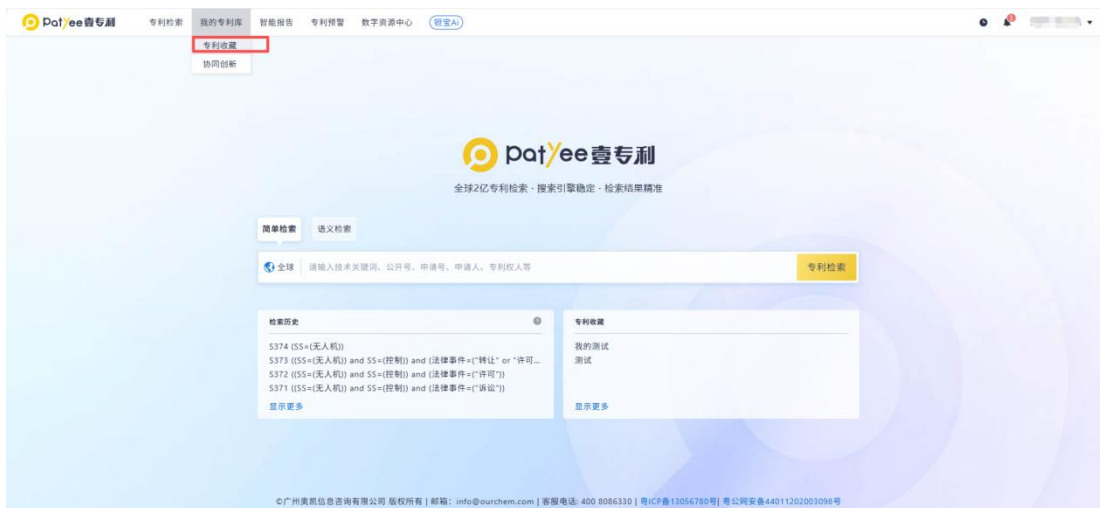 Patyee壹专利 专利检索 我的专利库 智能报告 专利预警 数字资源中心
专利收藏
协同创新
Patyee壹专利
全球2亿专利检索 · 搜索引擎稳定 · 检索结果精准
简单检索 语义检索
全球 请输入技术关键词、公开号、申请号、申请人、专利权人等 专利检索
检索历史 专利收藏
S374 (SS=(无人机)) 我的测试
S373 ((SS=(无人机)) and SS=(控制)) and (法律事件=("转让" or "许可... 测试
S372 ((SS=(无人机)) and SS=(控制)) and (法律事件=("许可"))
S371 ((SS=(无人机)) and SS=(控制)) and (法律事件=("诉讼"))
显示更多 显示更多
©广州奥凯信息咨询有限公司 版权所有 | 邮箱：info@ourchem.com | 客服电话: 400 8086330 | 粤ICP备13056780号| 粤公网安备44011202003098号